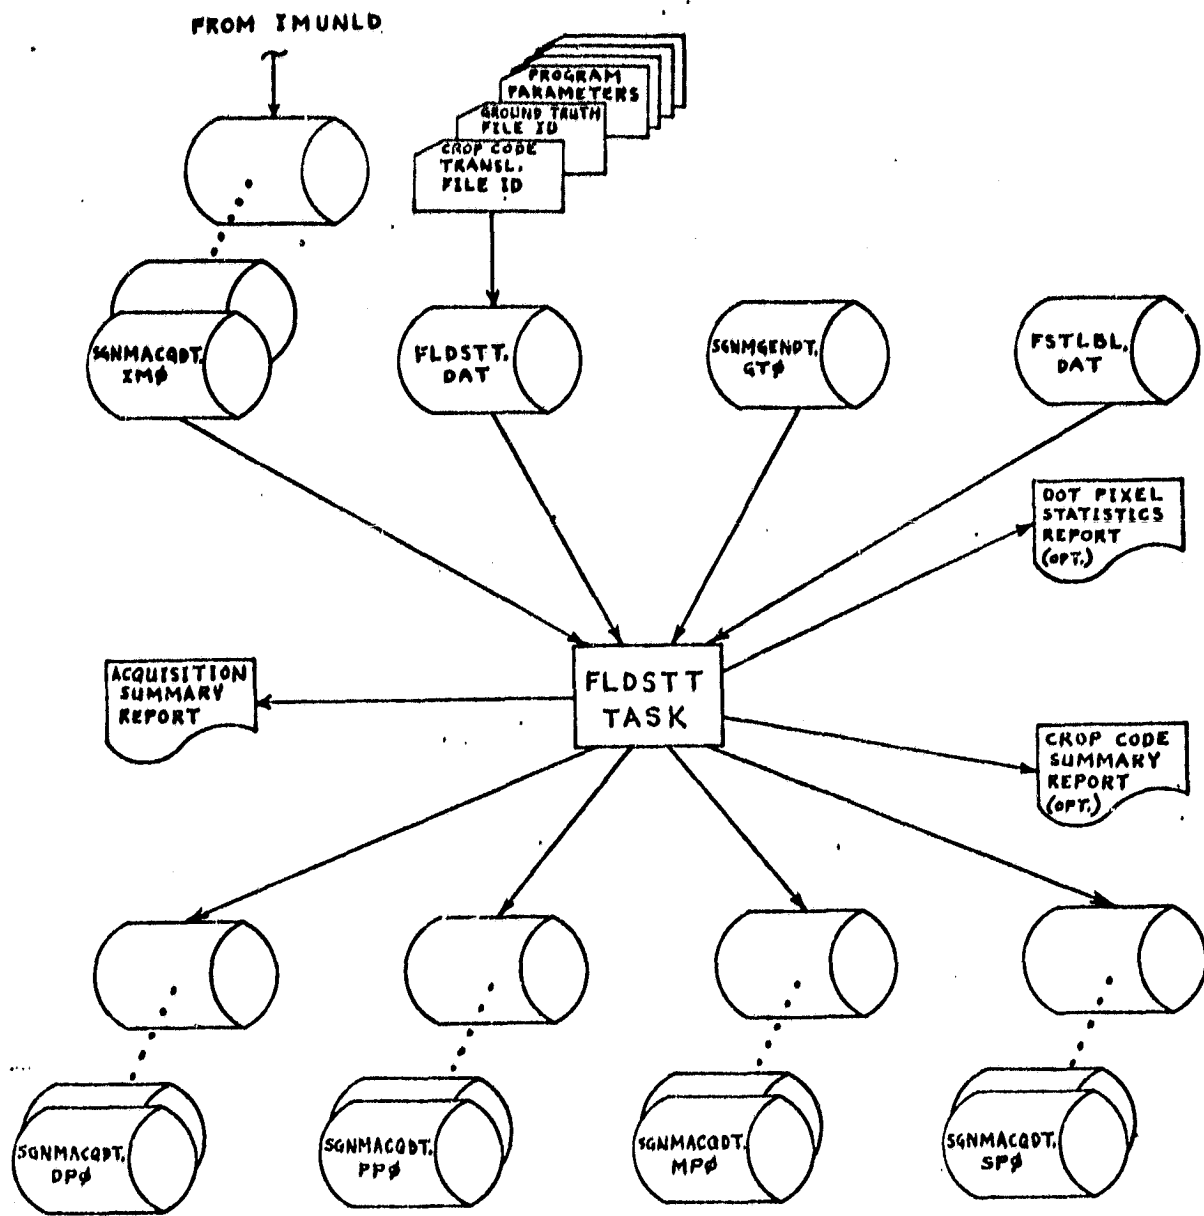 FROM IMUNLD
PROGRAM
PARAMETERS
GROUND TRUTH
FILE ID
CROP CODE
TRANSL.
FILE ID
SGNMACQDT.
IMØ
FLDSTT.
DAT
SGNMGENDT.
GTØ
FSTLBL.
DAT
DOT PIXEL
STATISTICS
REPORT
(OPT.)
FLDSTT
TASK
ACQUISITION
SUMMARY
REPORT
CROP CODE
SUMMARY
REPORT
(OPT.)
SGNMACQDT.
DPØ
SGNMACQDT.
PPØ
SGNMACQDT.
MPØ
SGNMACQDT.
SPØ